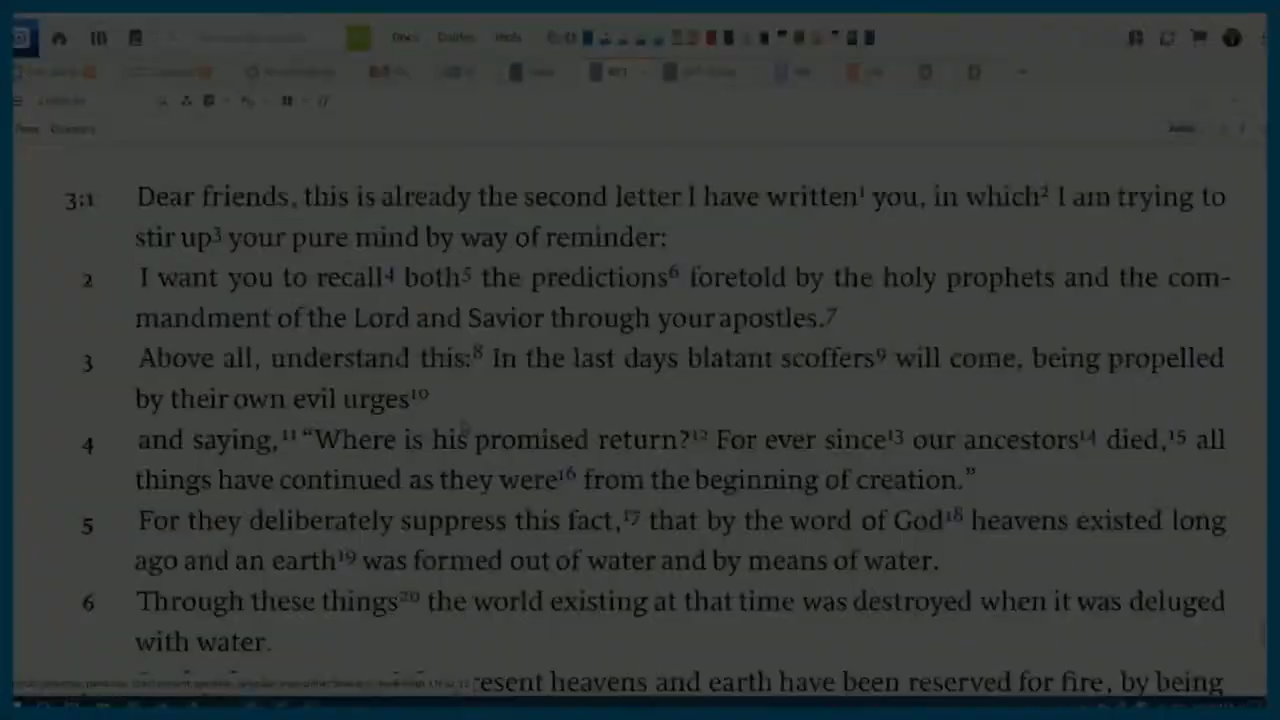 Docs Guides Tools
3:1 Dear friends, this is already the second letter I have written¹ you, in which² I am trying to
stir up³ your pure mind by way of reminder:
2 I want you to recall⁴ both⁵ the predictions⁶ foretold by the holy prophets and the com-
mandment of the Lord and Savior through your apostles.⁷
3 Above all, understand this:⁸ In the last days blatant scoffers⁹ will come, being propelled
by their own evil urges¹⁰
4 and saying,¹¹ “Where is his promised return?¹² For ever since¹³ our ancestors¹⁴ died,¹⁵ all
things have continued as they were¹⁶ from the beginning of creation.”
5 For they deliberately suppress this fact,¹⁷ that by the word of God¹⁸ heavens existed long
ago and an earth¹⁹ was formed out of water and by means of water.
6 Through these things²⁰ the world existing at that time was destroyed when it was deluged
with water.
resent heavens and earth have been reserved for fire, by being